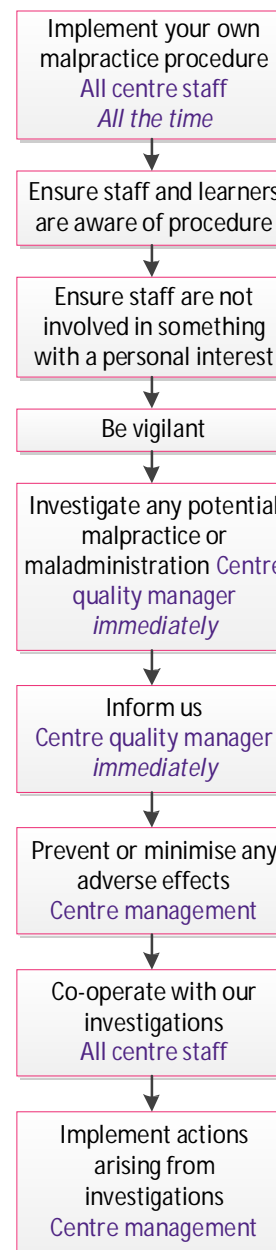 Implement your own
malpractice procedure
All centre staff
All the time
Ensure staff and learners
are aware of procedure
Ensure staff are not
involved in something
with a personal interest
Be vigilant
Investigate any potential
malpractice or
maladministration Centre
quality manager
immediately
Inform us
Centre quality manager
immediately
Prevent or minimise any
adverse effects
Centre management
Co-operate with our
investigations
All centre staff
Implement actions
arising from
investigations
Centre management